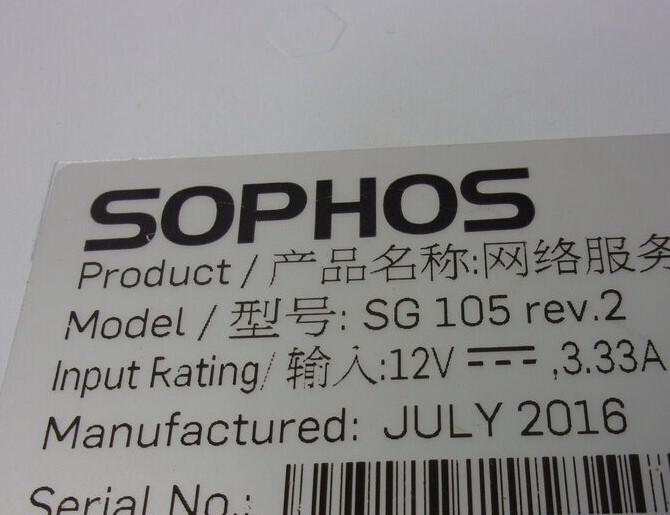 SOPHOS
Product / 产品名称:网络服务
Model / 型号: SG 105 rev.2
Input Rating/ 输入:12V ⎓ ,3.33A
Manufactured: JULY 2016
Serial No.: